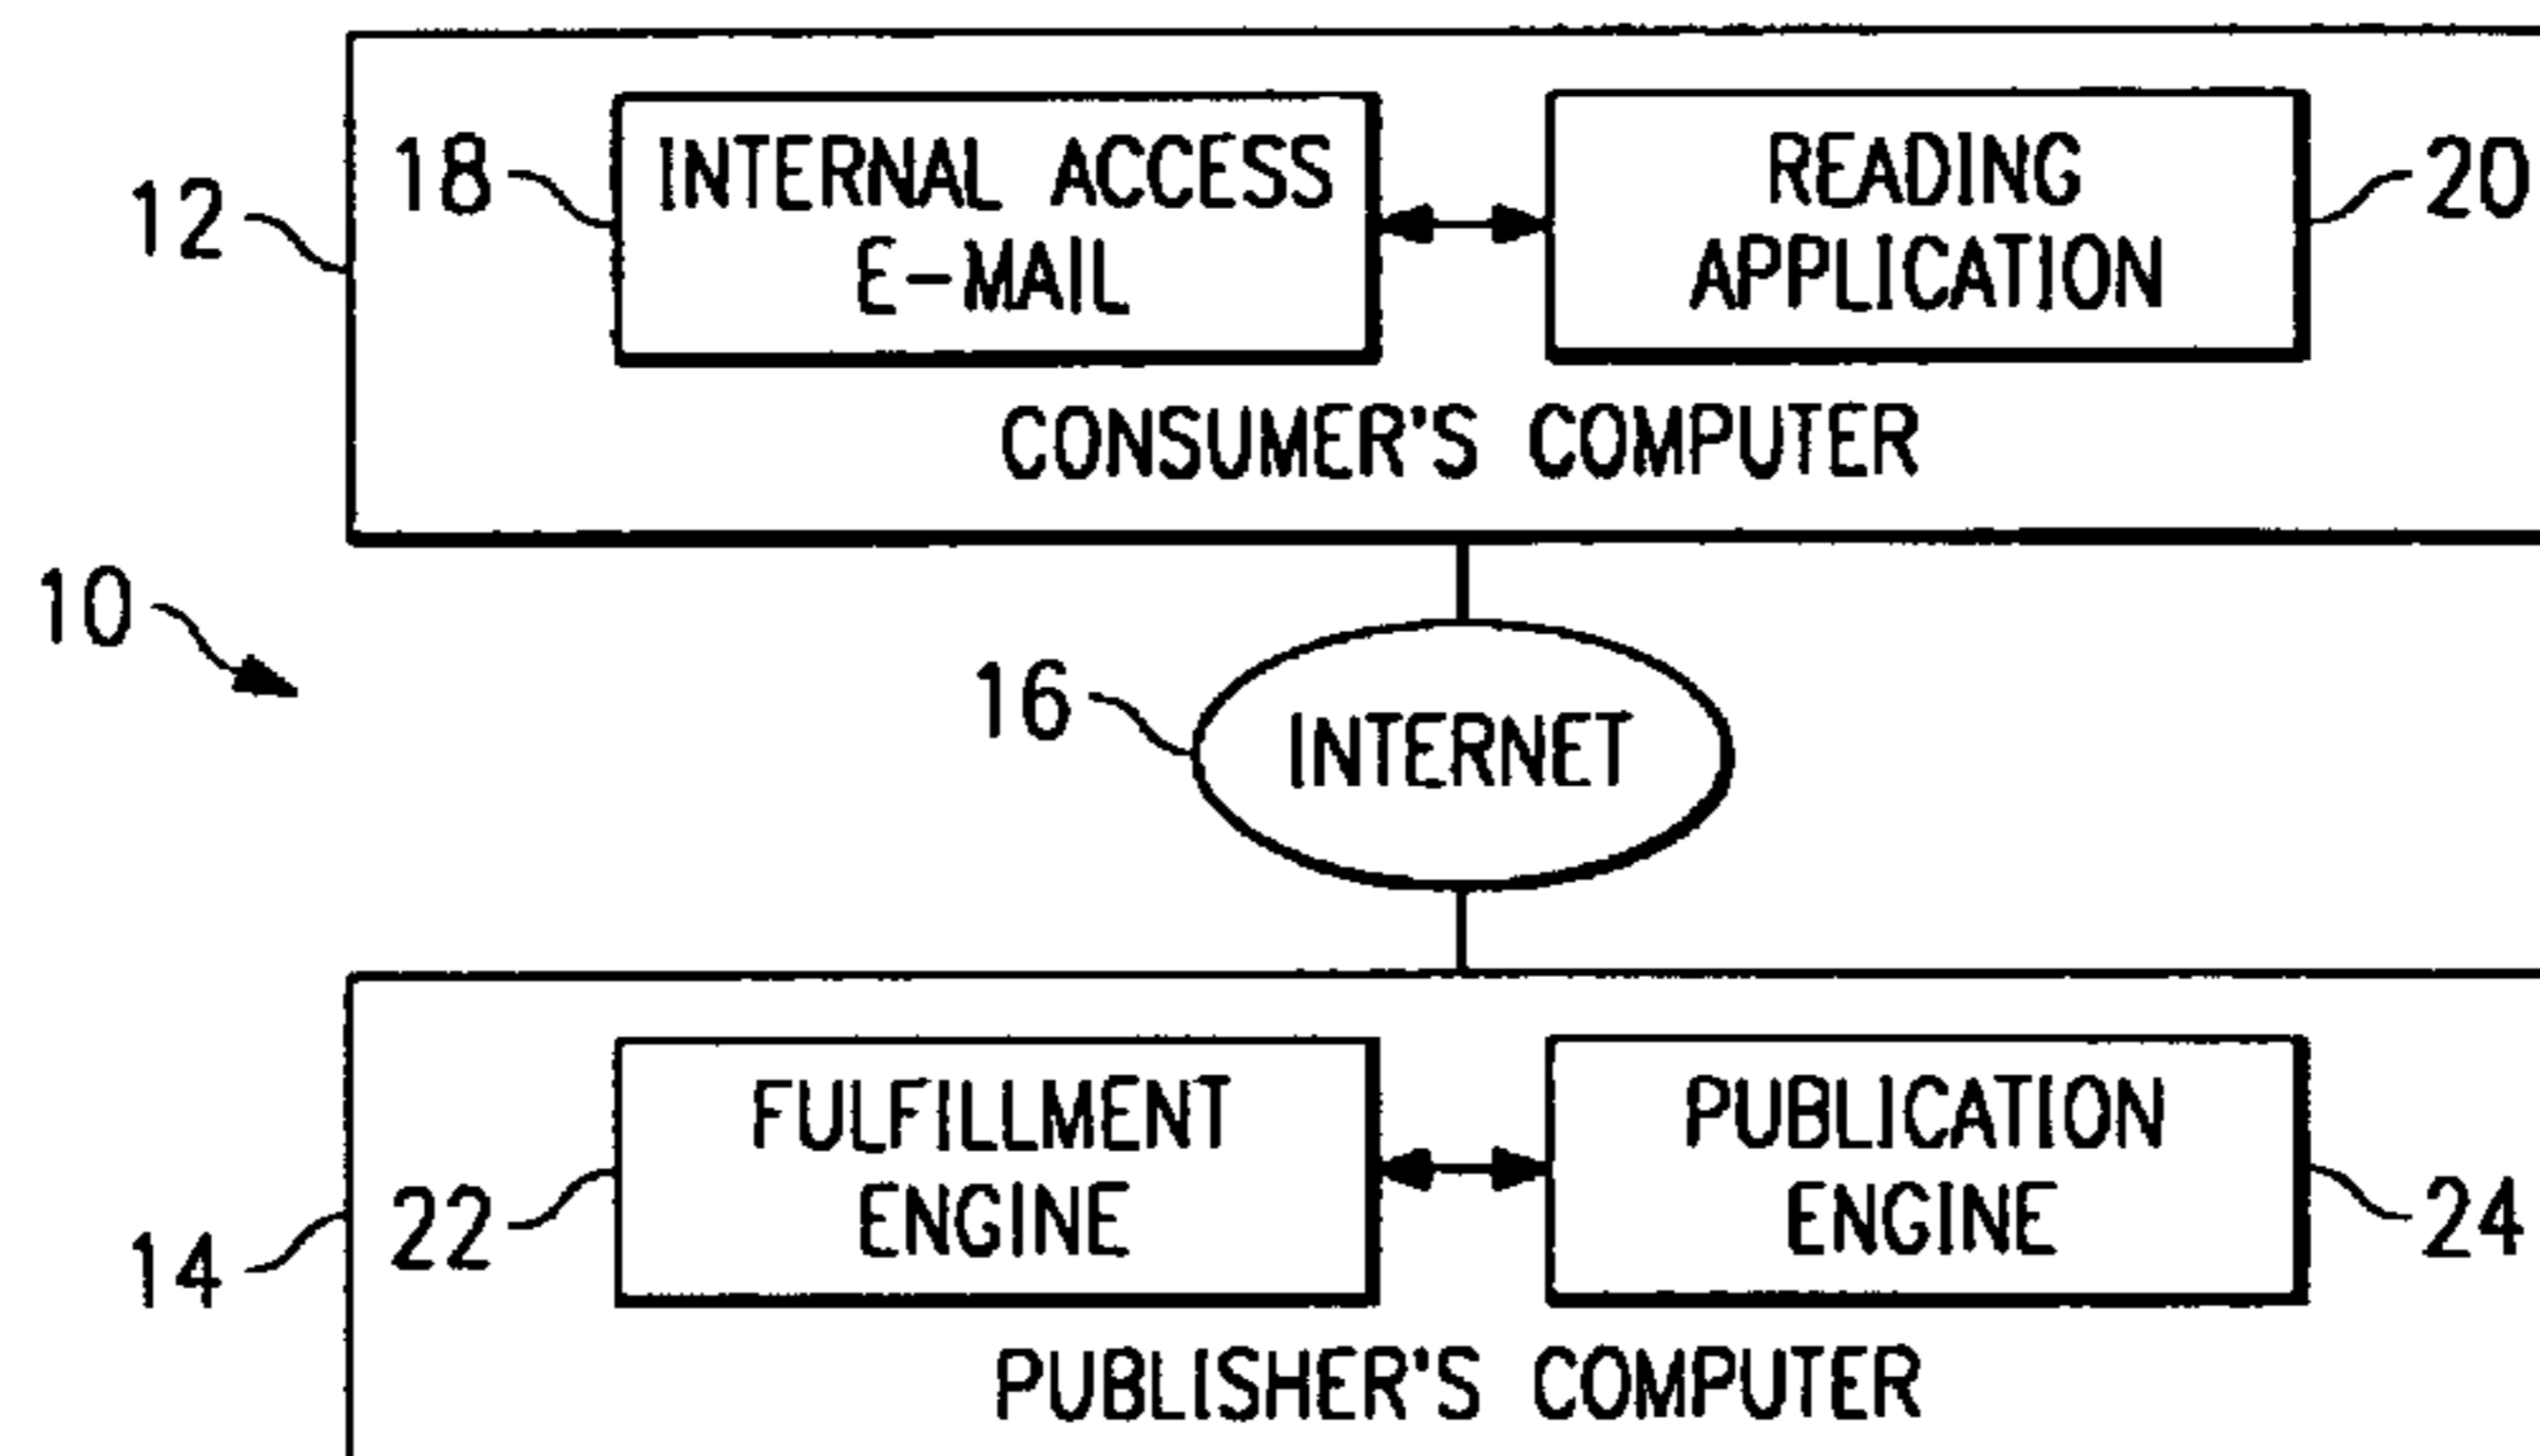 12
18
INTERNAL ACCESS
E-MAIL
READING
APPLICATION
20
CONSUMER'S COMPUTER
10
16
INTERNET
14
22
FULFILLMENT
ENGINE
PUBLICATION
ENGINE
24
PUBLISHER'S COMPUTER